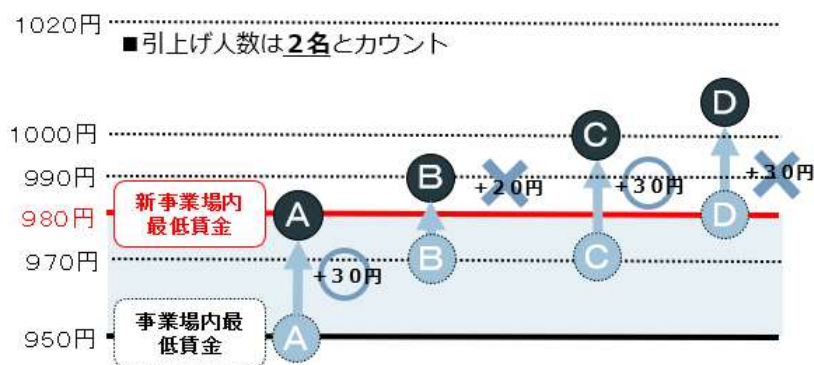 1020円
■引上げ人数は２名とカウント
D
1000円
C
990円
B
+20円
+30円
+30円
新事業場内
最低賃金
980円
A
D
970円
B
C
+30円
事業場内最
低賃金
950円
A